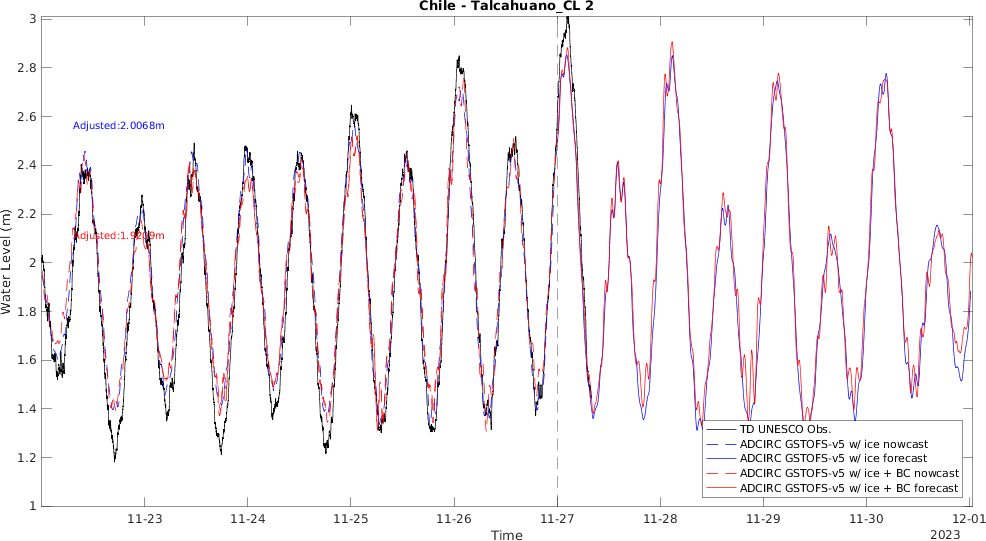 Chile - Talcahuano_CL 2
3
2.8
2.6
2.4
2.2
2
1.8
1.6
1.4
1.2
1
Water Level (m)
Adjusted:2.0068m
TD UNESCO Obs.
ADCIRC GSTOFS-v5 w/ ice nowcast
ADCIRC GSTOFS-v5 w/ ice forecast
ADCIRC GSTOFS-v5 w/ ice + BC nowcast
ADCIRC GSTOFS-v5 w/ ice + BC forecast
11-23
11-24
11-25
11-26
11-27
11-28
11-29
11-30
12-01
Time
2023